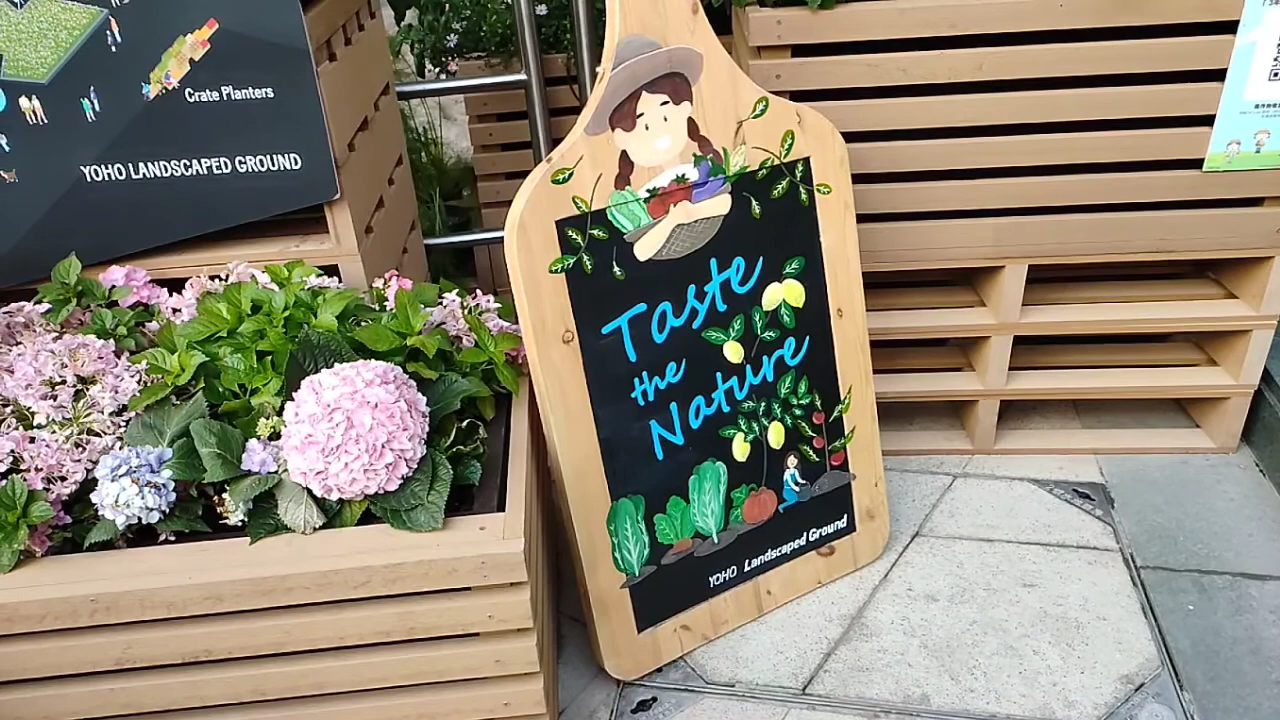 Crate Planters
YOHO LANDSCAPED GROUND
Taste
the
Nature
YOHO Landscaped Ground